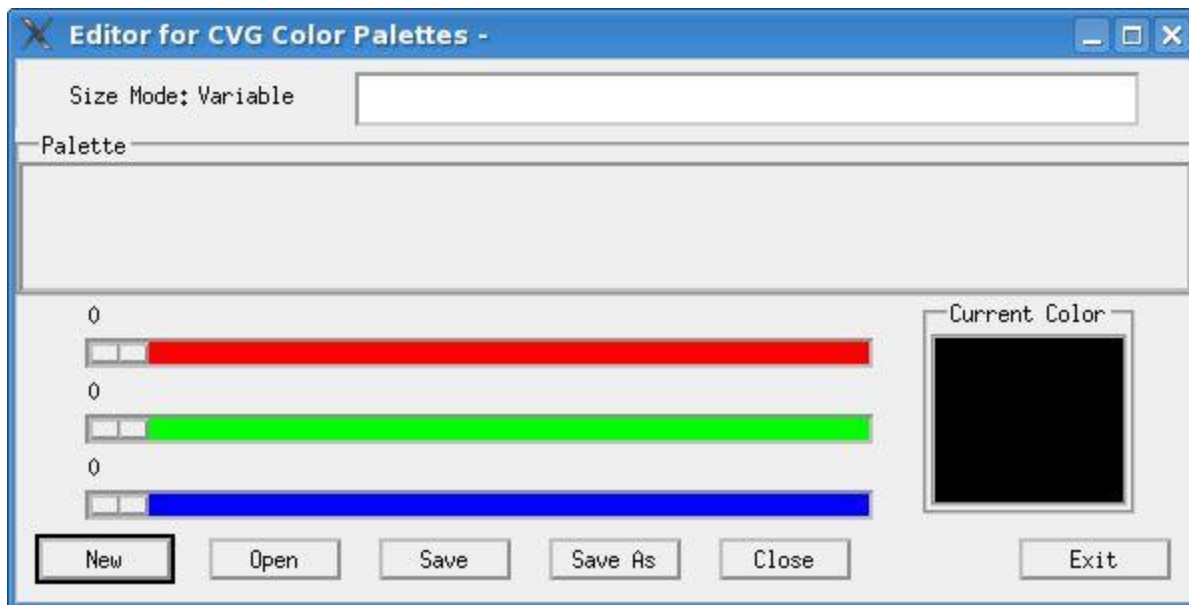 Editor for CVG Color Palettes -
Size Mode: Variable
Palette
0
Current Color
0
0
New Open Save Save As Close Exit